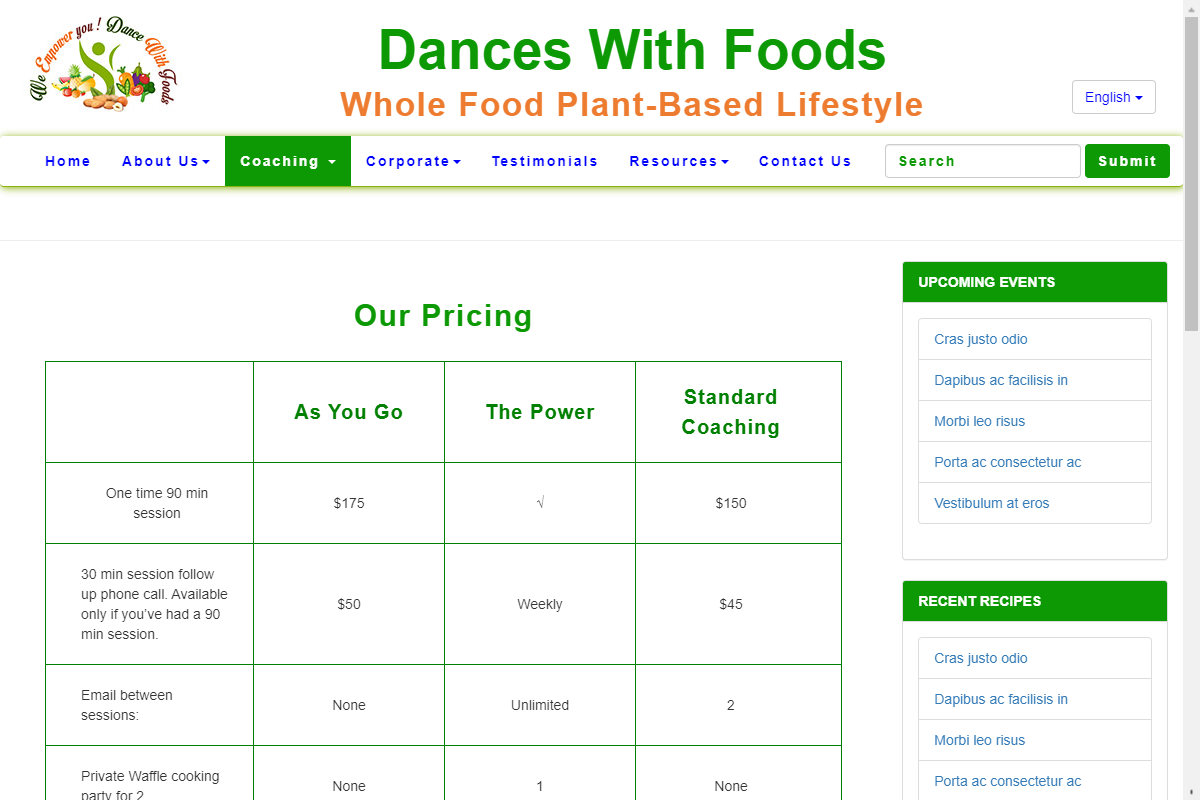 We Empower you ! Dance With Foods
Dances With Foods
Whole Food Plant-Based Lifestyle
English
Home About Us Coaching Corporate Testimonials Resources Contact Us Search Submit
Our Pricing
As You Go The Power Standard
Coaching
One time 90 min
session
$175 √ $150
30 min session follow
up phone call. Available
only if you’ve had a 90
min session.
$50 Weekly $45
Email between
sessions:
None Unlimited 2
Private Waffle cooking
party for 2
None 1 None
UPCOMING EVENTS
Cras justo odio
Dapibus ac facilisis in
Morbi leo risus
Porta ac consectetur ac
Vestibulum at eros
RECENT RECIPES
Cras justo odio
Dapibus ac facilisis in
Morbi leo risus
Porta ac consectetur ac